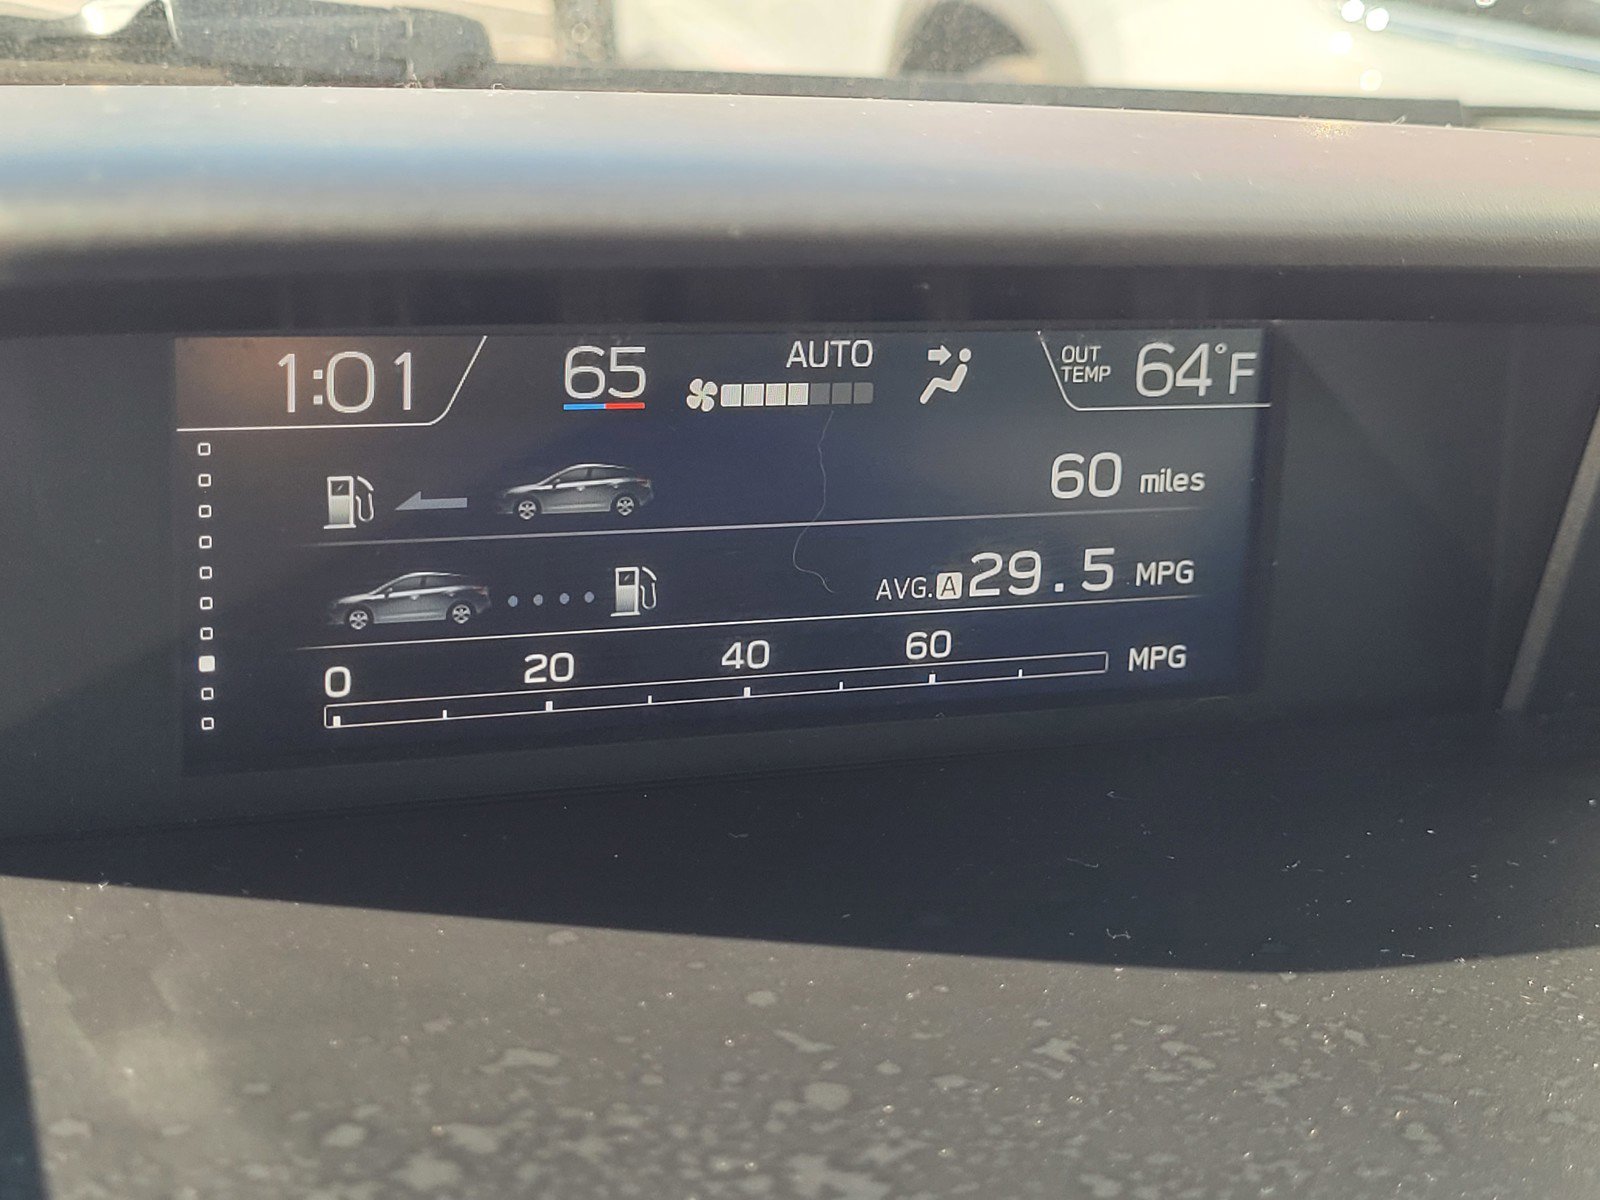 1:01
65
AUTO
OUT
TEMP
64°F
60 miles
AVG. A 29.5 MPG
0 20 40 60 MPG